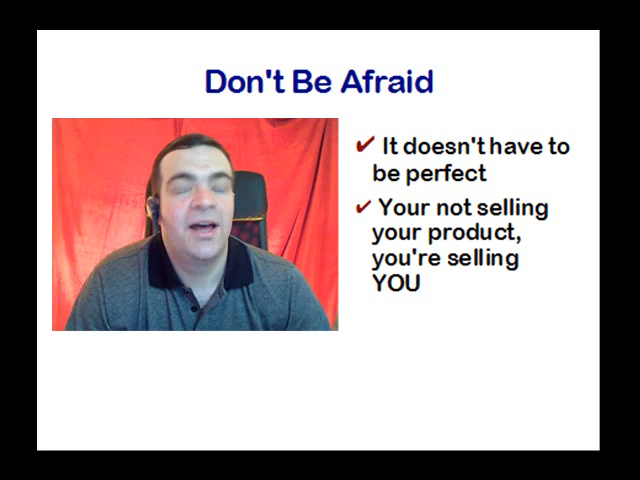 Don't Be Afraid
✔ It doesn't have to
be perfect
✔ Your not selling
your product,
you're selling
YOU